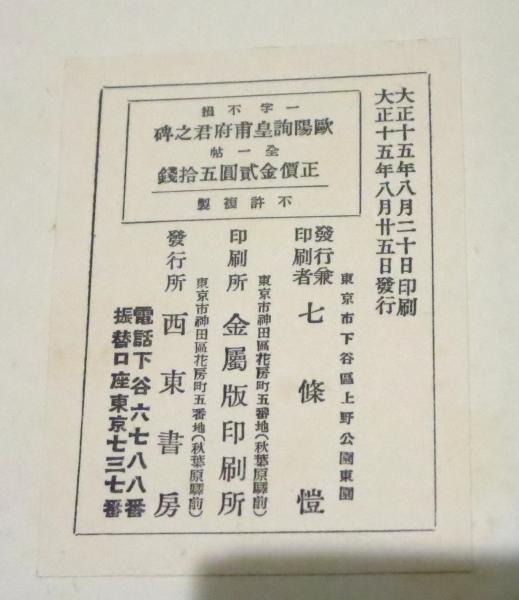 大正十五年八月二十日印刷
大正十五年八月廿五日發行
一字不損
歐陽詢皇甫府君之碑
全一帖
正價金貳圓五拾錢
不許複製
東京市下谷區上野公園東園
發行兼印刷者 七條愷
東京市神田區花房町五番地(秋葉原驛前)
印刷所 金屬版印刷所
東京市神田區花房町五番地(秋葉原驛前)
發行所 西東書房
電話下谷六七八八番
振替口座東京七三七番